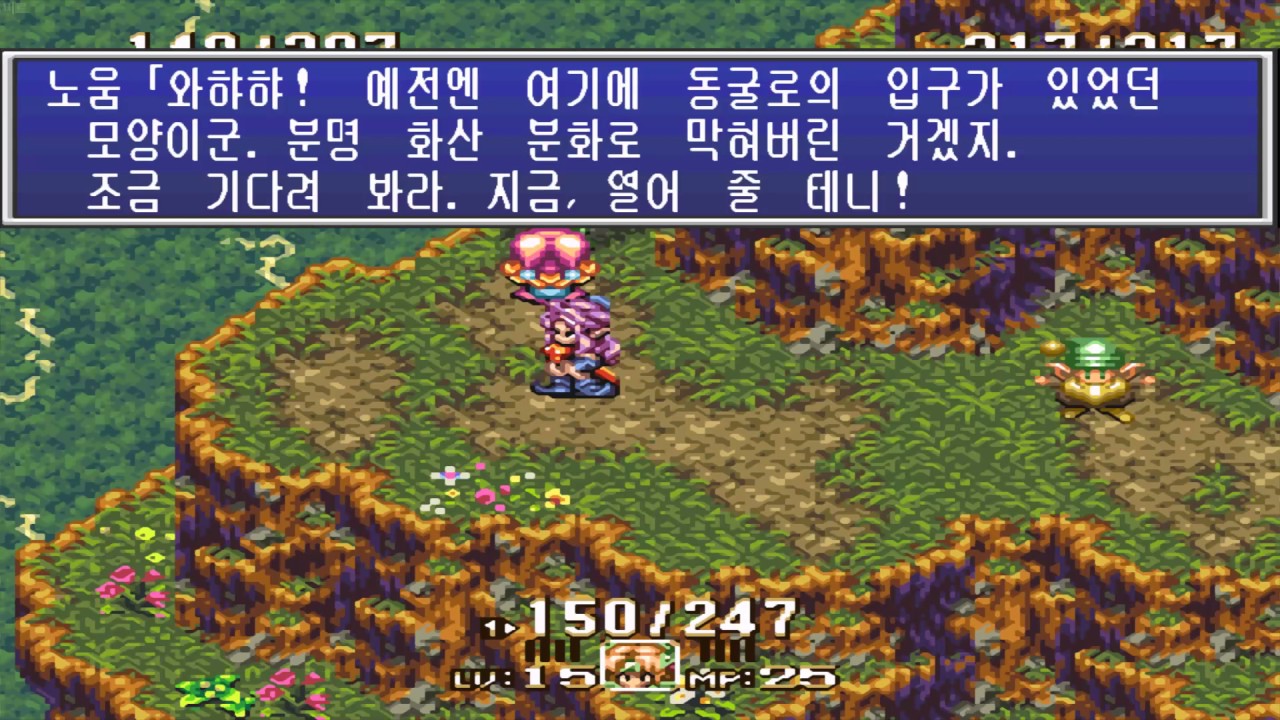 노움「와햐햐! 예전엔 여기에 동굴로의 입구가 있었던
모양이군. 분명 화산 분화로 막혀버린 거겠지.
조금 기다려 봐라. 지금, 열어 줄 테니!
1▶150/247
LV:15 MP:25